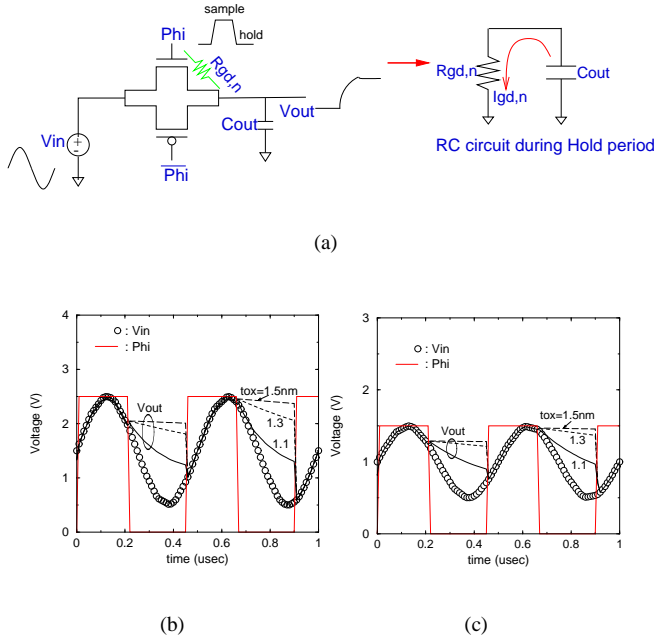 sample
Phi
hold
Rgd,n
Vin
+
-
Cout
Vout
Phi
Rgd,n
Igd,n
Cout
RC circuit during Hold period
(a)
4
3
2
1
0
Voltage (V)
: Vin
: Phi
Vout
tox=1.5nm
1.3
1.1
0 0.2 0.4 0.6 0.8 1
time (usec)
3
2
1
0
Voltage (V)
: Vin
: Phi
Vout
tox=1.5nm
1.3
1.1
0 0.2 0.4 0.6 0.8 1
time (usec)
(b)
(c)